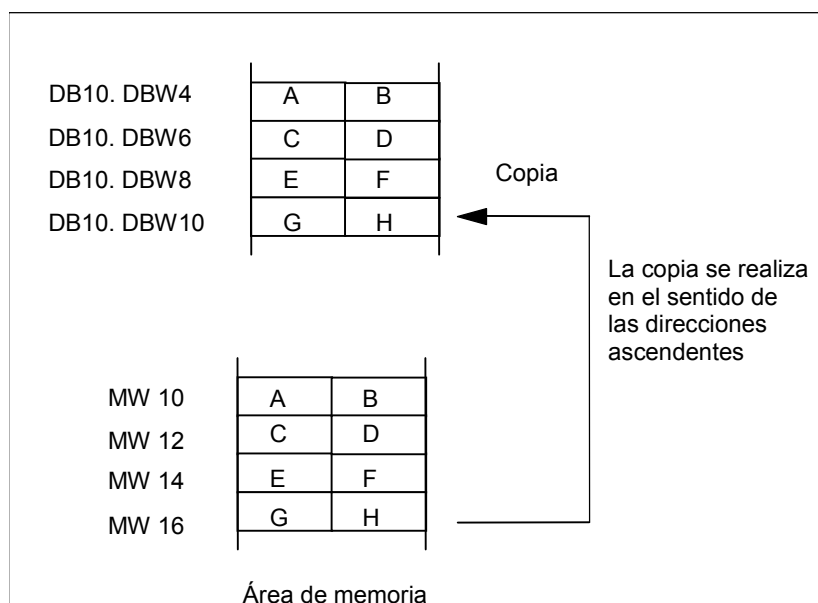 DB10. DBW4 A B
DB10. DBW6 C D
DB10. DBW8 E F
DB10. DBW10 G H
Copia
La copia se realiza
en el sentido de
las direcciones
ascendentes
MW 10 A B
MW 12 C D
MW 14 E F
MW 16 G H
Área de memoria